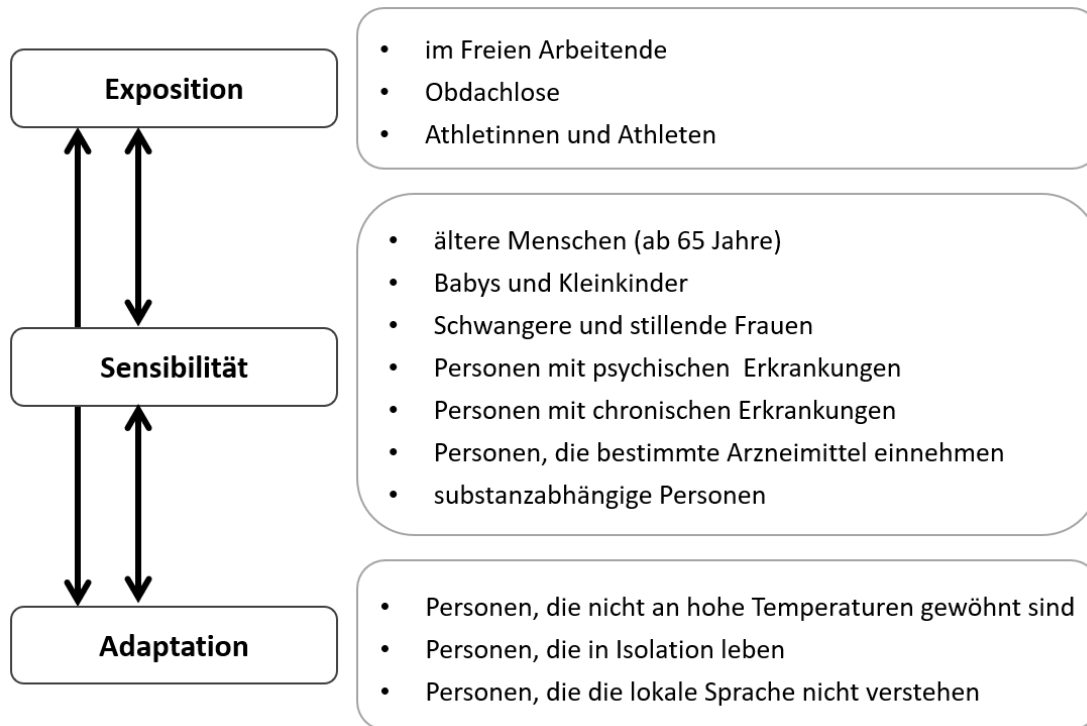 Exposition
• im Freien Arbeitende
• Obdachlose
• Athletinnen und Athleten
Sensibilität
• ältere Menschen (ab 65 Jahre)
• Babys und Kleinkinder
• Schwangere und stillende Frauen
• Personen mit psychischen  Erkrankungen
• Personen mit chronischen Erkrankungen
• Personen, die bestimmte Arzneimittel einnehmen
• substanzabhängige Personen
Adaptation
• Personen, die nicht an hohe Temperaturen gewöhnt sind
• Personen, die in Isolation leben
• Personen, die die lokale Sprache nicht verstehen